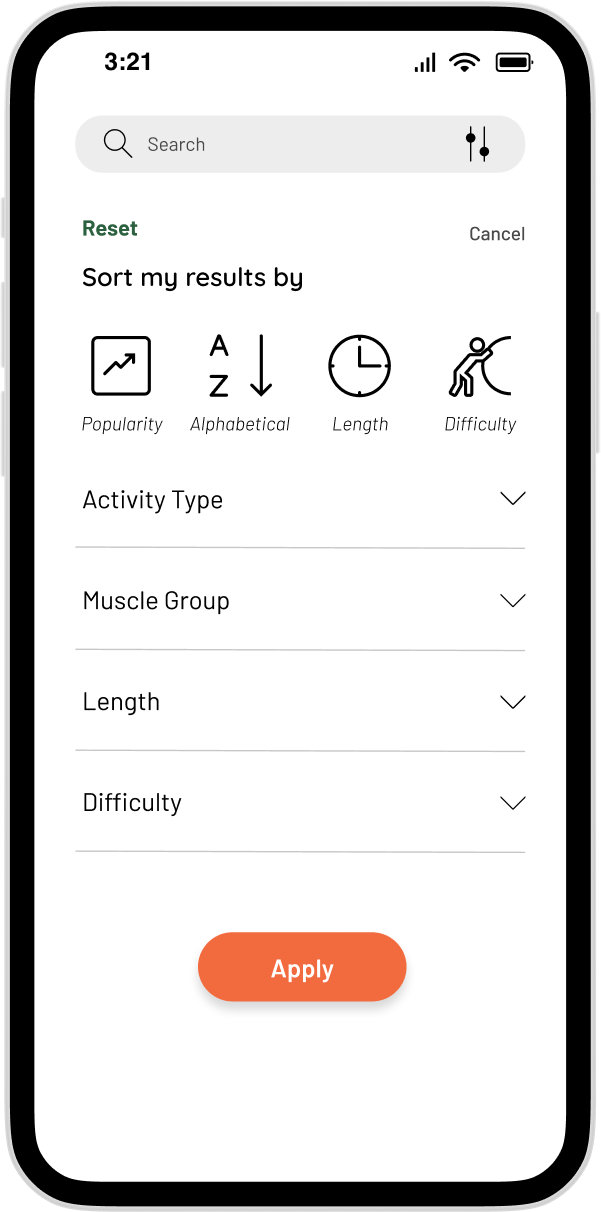 3:21
Search
Reset
Cancel
Sort my results by
A
Z
Popularity Alphabetical Length Difficulty
Activity Type
Muscle Group
Length
Difficulty
Apply